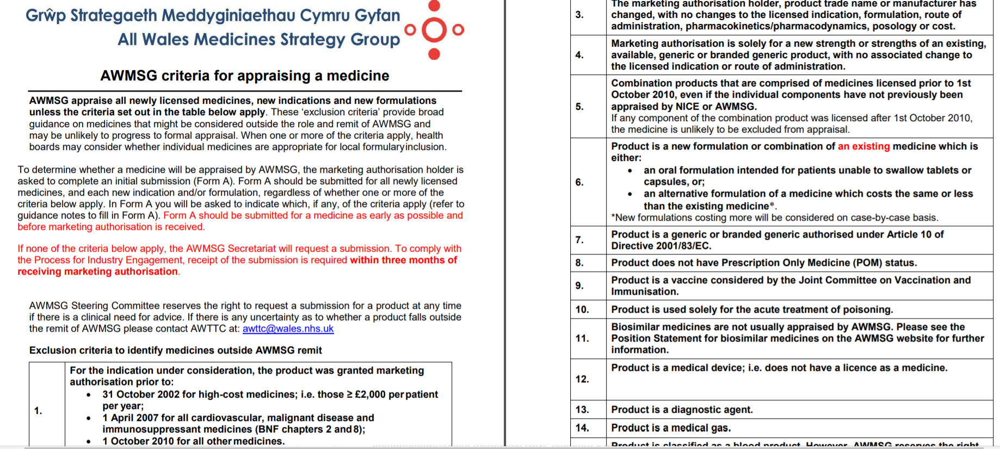 Grŵp Strategaeth Meddyginiaethau Cymru Gyfan
All Wales Medicines Strategy Group
AWMSG criteria for appraising a medicine
AWMSG appraise all newly licensed medicines, new indications and new formulations
unless the criteria set out in the table below apply. These ‘exclusion criteria’ provide broad
guidance on medicines that might be considered outside the role and remit of AWMSG and
may be unlikely to progress to formal appraisal. When one or more of the criteria apply, health
boards may consider whether individual medicines are appropriate for local formulary inclusion.
To determine whether a medicine will be appraised by AWMSG, the marketing authorisation holder is
asked to complete an initial submission (Form A). Form A should be submitted for all newly licensed
medicines, and each new indication and/or formulation, regardless of whether one or more of the
criteria below apply. In Form A you will be asked to indicate which, if any, of the criteria apply (refer to
guidance notes to fill in Form A). Form A should be submitted for a medicine as early as possible and
before marketing authorisation is received.
If none of the criteria below apply, the AWMSG Secretariat will request a submission. To comply with
the Process for Industry Engagement, receipt of the submission is required within three months of
receiving marketing authorisation.
AWMSG Steering Committee reserves the right to request a submission for a product at any time
if there is a clinical need for advice. If there is any uncertainty as to whether a product falls outside
the remit of AWMSG please contact AWTTC at: awttc@wales.nhs.uk
Exclusion criteria to identify medicines outside AWMSG remit
1.
For the indication under consideration, the product was granted marketing
authorisation prior to:
• 31 October 2002 for high-cost medicines; i.e. those ≥ £2,000 per patient
per year;
• 1 April 2007 for all cardiovascular, malignant disease and
immunosuppressant medicines (BNF chapters 2 and 8);
• 1 October 2010 for all other medicines.
3.
The marketing authorisation holder, product trade name or manufacturer has
changed, with no changes to the licensed indication, formulation, route of
administration, pharmacokinetics/pharmacodynamics, posology or cost.
4.
Marketing authorisation is solely for a new strength or strengths of an existing,
available, generic or branded generic product, with no associated change to
the licensed indication or route of administration.
5.
Combination products that are comprised of medicines licensed prior to 1st
October 2010, even if the individual components have not previously been
appraised by NICE or AWMSG.
If any component of the combination product was licensed after 1st October 2010,
the medicine is unlikely to be excluded from appraisal.
6.
Product is a new formulation or combination of an existing medicine which is
either:
• an oral formulation intended for patients unable to swallow tablets or
capsules, or;
• an alternative formulation of a medicine which costs the same or less
than the existing medicine*.
*New formulations costing more will be considered on case-by-case basis.
7.
Product is a generic or branded generic authorised under Article 10 of
Directive 2001/83/EC.
8.
Product does not have Prescription Only Medicine (POM) status.
9.
Product is a vaccine considered by the Joint Committee on Vaccination and
Immunisation.
10.
Product is used solely for the acute treatment of poisoning.
11.
Biosimilar medicines are not usually appraised by AWMSG. Please see the
Position Statement for biosimilar medicines on the AWMSG website for further
information.
12.
Product is a medical device; i.e. does not have a licence as a medicine.
13.
Product is a diagnostic agent.
14.
Product is a medical gas.
Product is classified as a blood product. However, AWMSG reserves the right